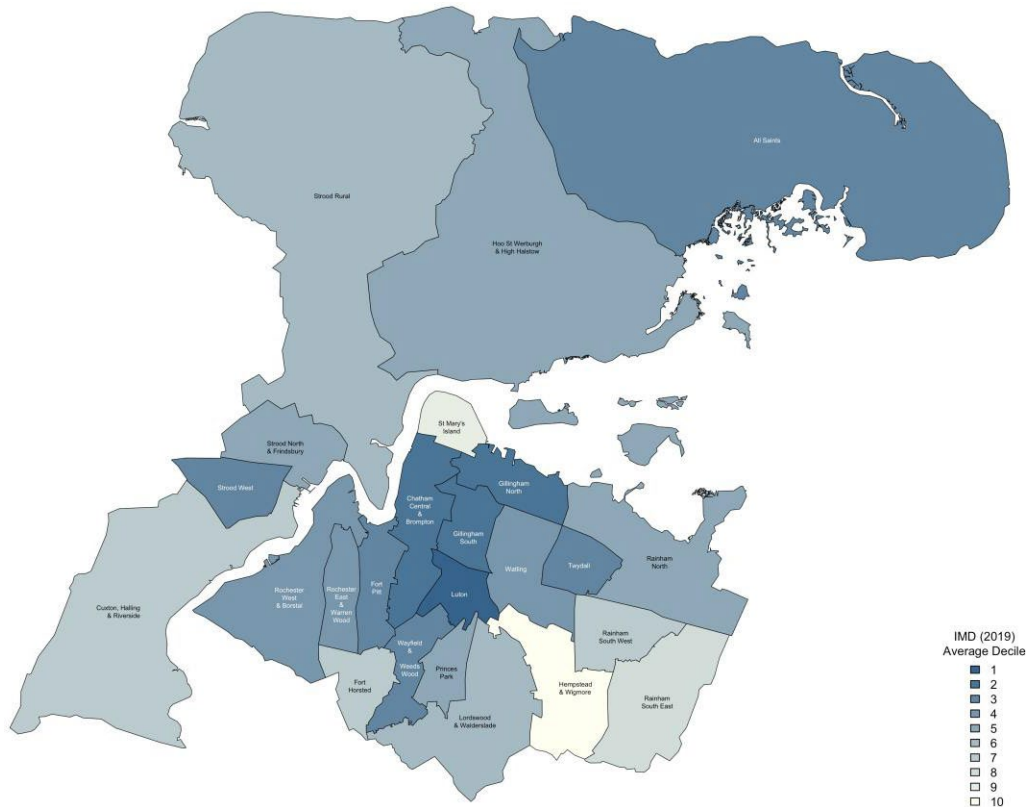 All Saints
Strood Rural
Hoo St Werburgh
& High Halstow
St Mary's
Island
Strood North
& Frindsbury
Strood West
Gillingham
North
Chatham
Central
&
Brompton
Gillingham
South
Watling
Twydall
Rainham
North
Cuxton, Halling
& Riverside
Rochester
West
& Borstal
Rochester
East
&
Warren
Wood
Fort
Pitt
Luton
Rainham
South West
Wayfield
&
Weeds
Wood
Princes
Park
Fort
Horsted
Hempstead
& Wigmore
Rainham
South East
Lordswood
& Walderslade
IMD (2019)
Average Decile
1
2
3
4
5
6
7
8
9
10